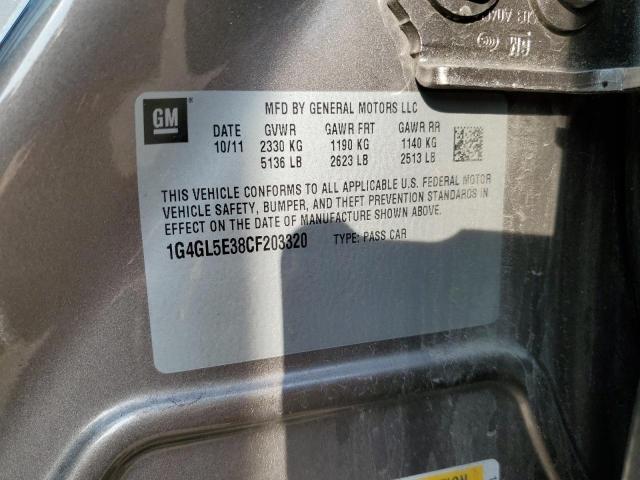 GM
MFD BY GENERAL MOTORS LLC
DATE GVWR GAWR FRT GAWR RR
10/11 2330 KG 1190 KG 1140 KG
5136 LB 2623 LB 2513 LB
THIS VEHICLE CONFORMS TO ALL APPLICABLE U.S. FEDERAL MOTOR
VEHICLE SAFETY, BUMPER, AND THEFT PREVENTION STANDARDS IN
EFFECT ON THE DATE OF MANUFACTURE SHOWN ABOVE.
1G4GL5E38CF203320 TYPE: PASS CAR